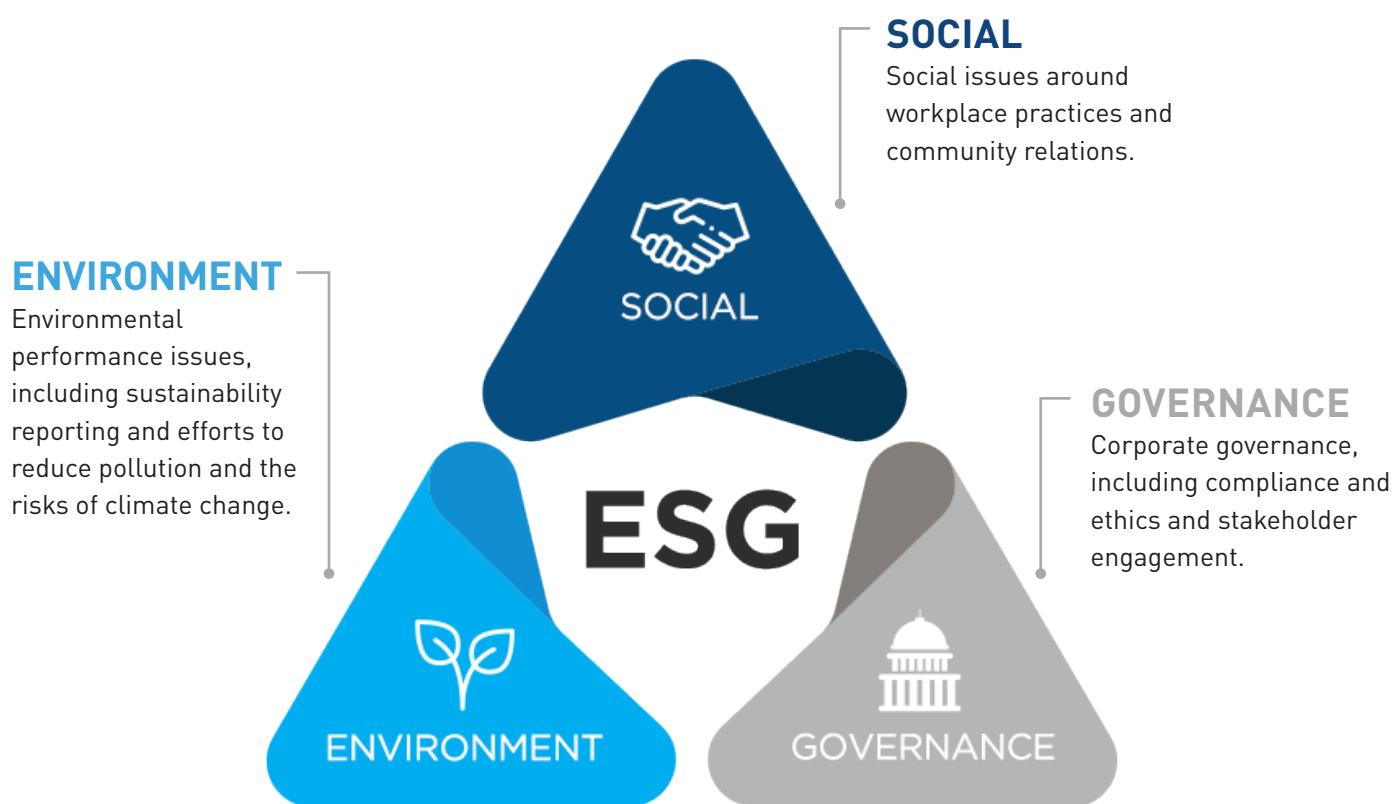 SOCIAL
Social issues around
workplace practices and
community relations.
SOCIAL
ENVIRONMENT
Environmental
performance issues,
including sustainability
reporting and efforts to
reduce pollution and the
risks of climate change.
GOVERNANCE
Corporate governance,
including compliance and
ethics and stakeholder
engagement.
ESG
ENVIRONMENT
GOVERNANCE